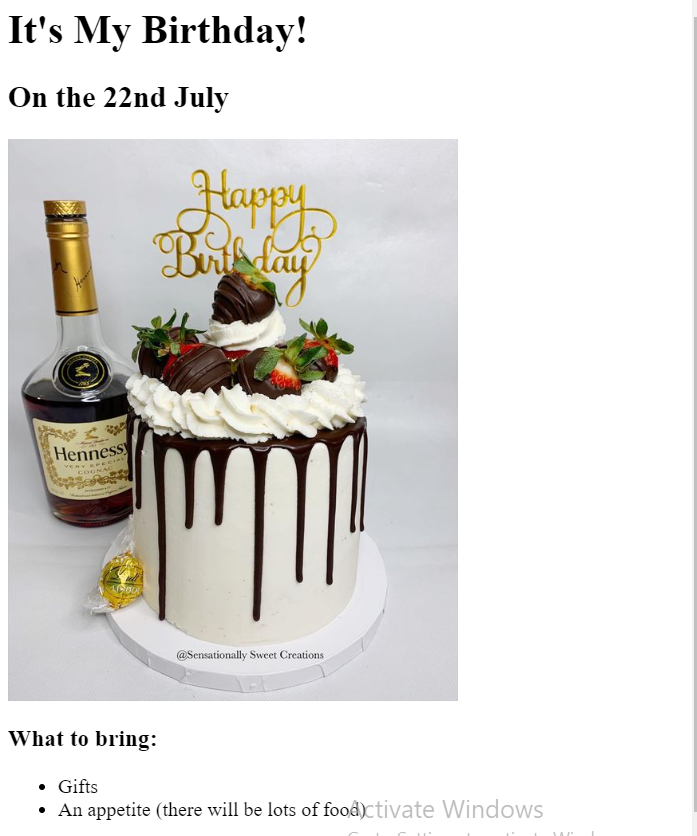 It's My Birthday!
On the 22nd July
Happy
Birthday
Hennessy
VERY SPECIAL
COGNAC
@Sensationally Sweet Creations
What to bring:
Gifts
An appetite (there will be lots of food)
Activate Windows